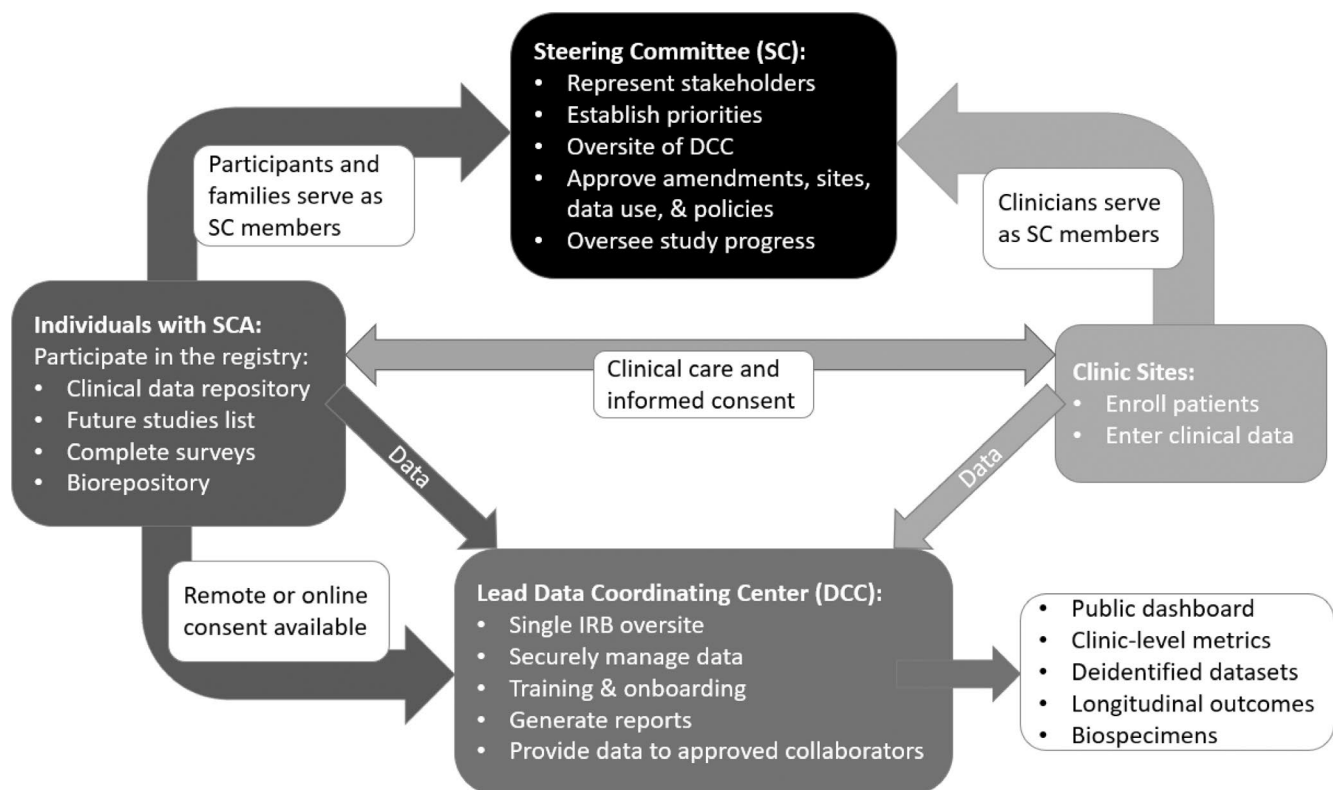 Steering Committee (SC):
• Represent stakeholders
• Establish priorities
• Oversite of DCC
• Approve amendments, sites,
data use, & policies
• Oversee study progress
Participants and
families serve as
SC members
Clinicians serve
as SC members
Individuals with SCA:
Participate in the registry:
• Clinical data repository
• Future studies list
• Complete surveys
• Biorepository
Clinical care and
informed consent
Clinic Sites:
• Enroll patients
• Enter clinical data
Data
Data
Remote or online
consent available
Lead Data Coordinating Center (DCC):
• Single IRB oversite
• Securely manage data
• Training & onboarding
• Generate reports
• Provide data to approved collaborators
• Public dashboard
• Clinic-level metrics
• Deidentified datasets
• Longitudinal outcomes
• Biospecimens